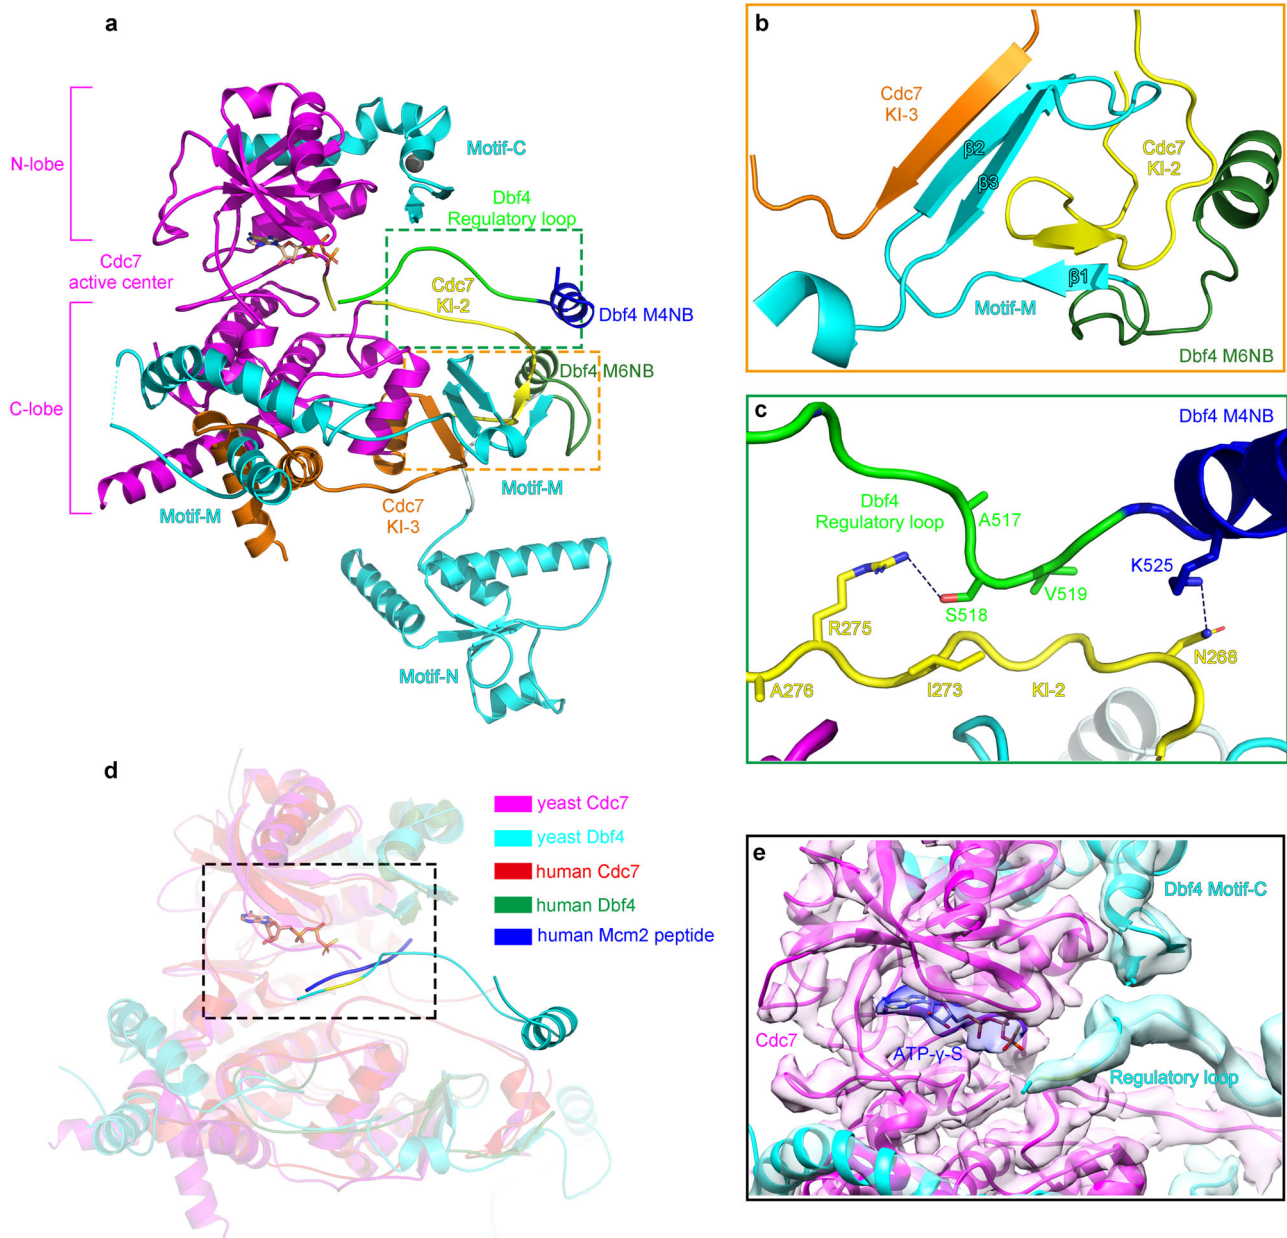 a
N-lobe
Motif-C
Dbf4
Regulatory loop
Cdc7
active center
Cdc7
KI-2
Dbf4 M4NB
Dbf4 M6NB
C-lobe
Motif-M
Cdc7
KI-3
Motif-M
Motif-N
b
Cdc7
KI-3
β2
β3
Cdc7
KI-2
β1
Motif-M
Dbf4 M6NB
c
Dbf4 M4NB
Dbf4
Regulatory loop
A517
K525
V519
S518
R275
N268
A276
I273
KI-2
d
yeast Cdc7
yeast Dbf4
human Cdc7
human Dbf4
human Mcm2 peptide
e
Dbf4 Motif-C
Cdc7
ATP-γ-S
Regulatory loop